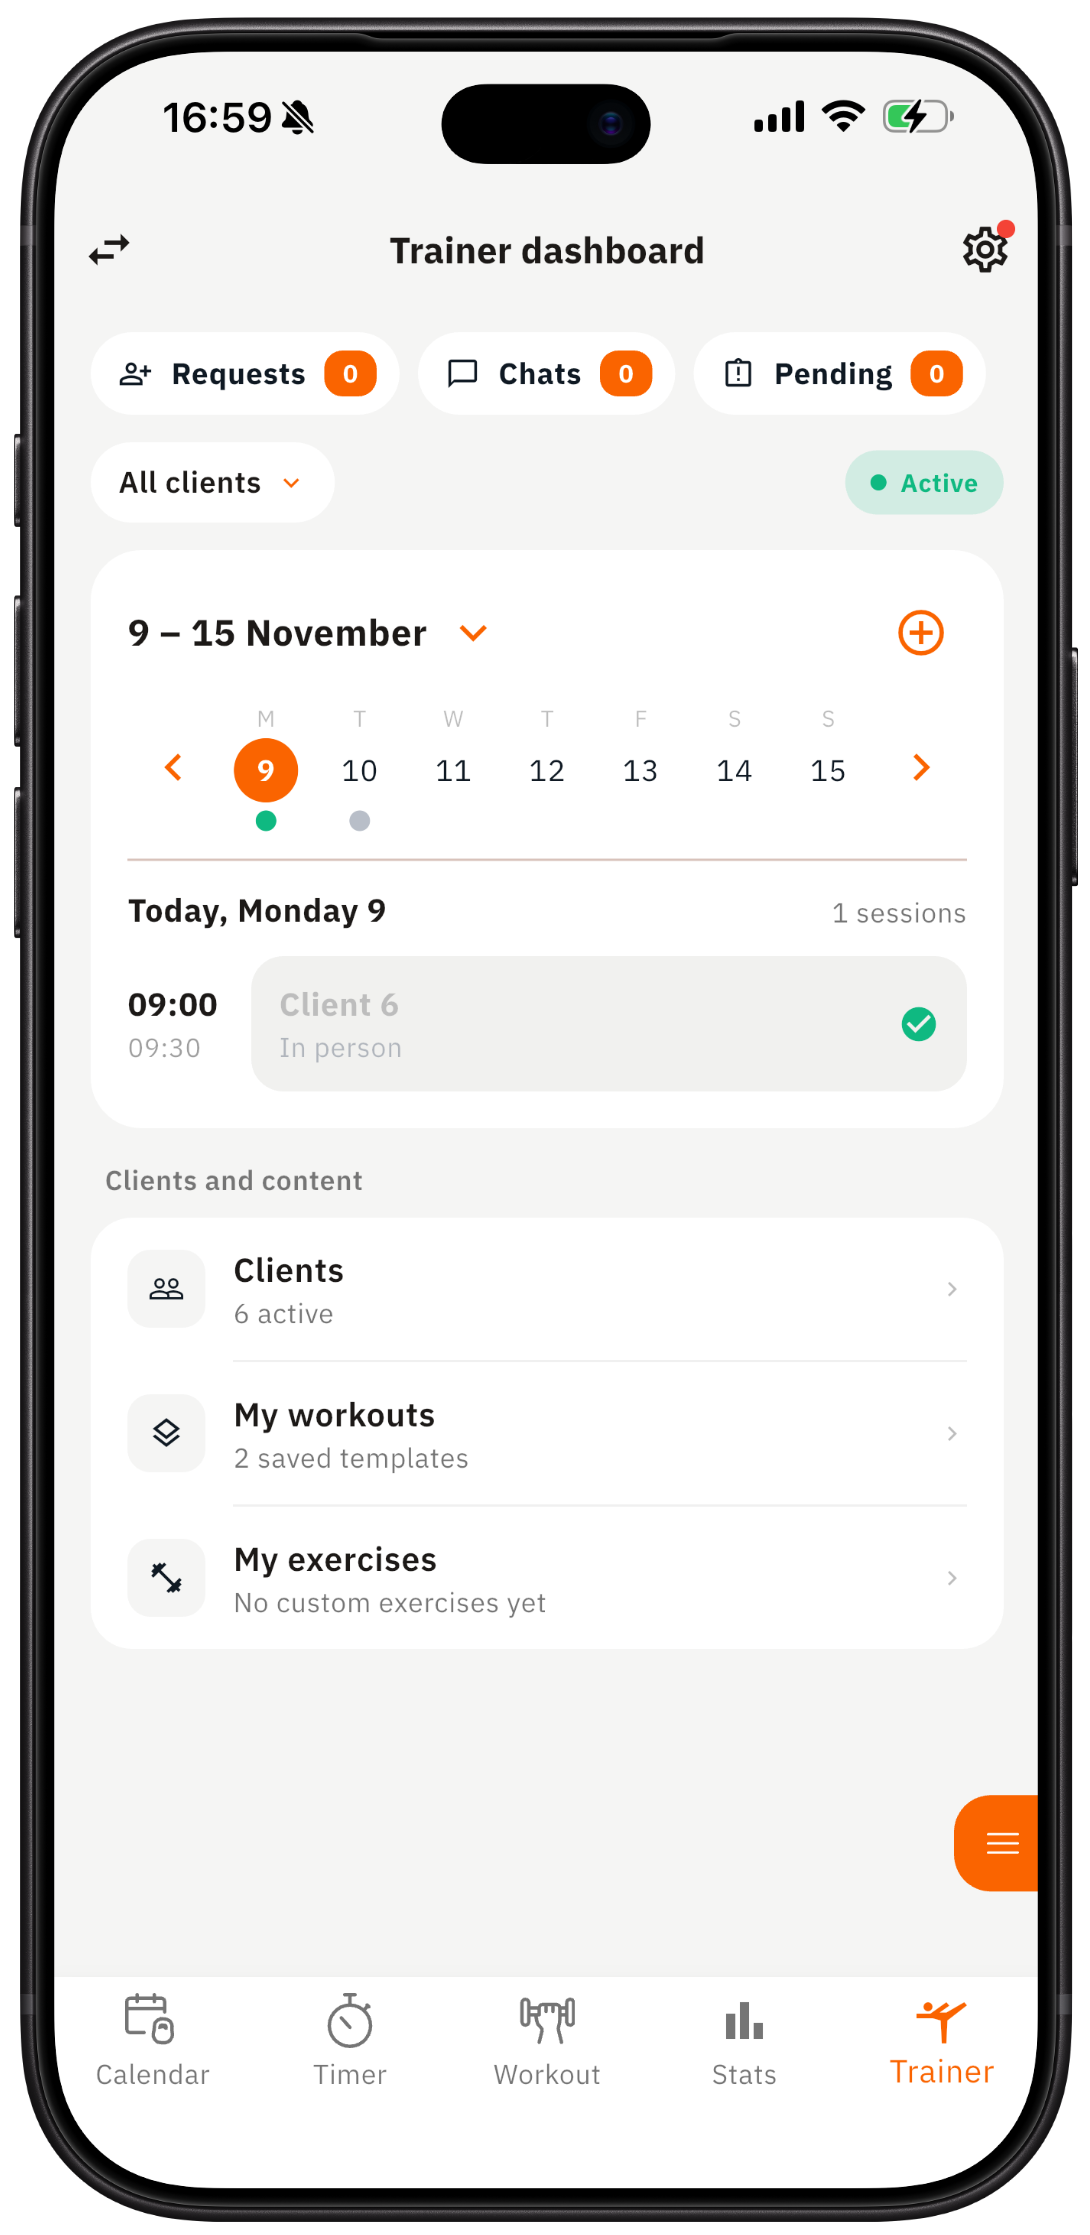 16:59
Trainer dashboard
Requests 0 Chats 0 Pending 0
All clients Active
9 – 15 November
M T W T F S S
9 10 11 12 13 14 15
Today, Monday 9 1 sessions
09:00 Client 6
09:30 In person
Clients and content
Clients
6 active
My workouts
2 saved templates
My exercises
No custom exercises yet
Calendar Timer Workout Stats Trainer